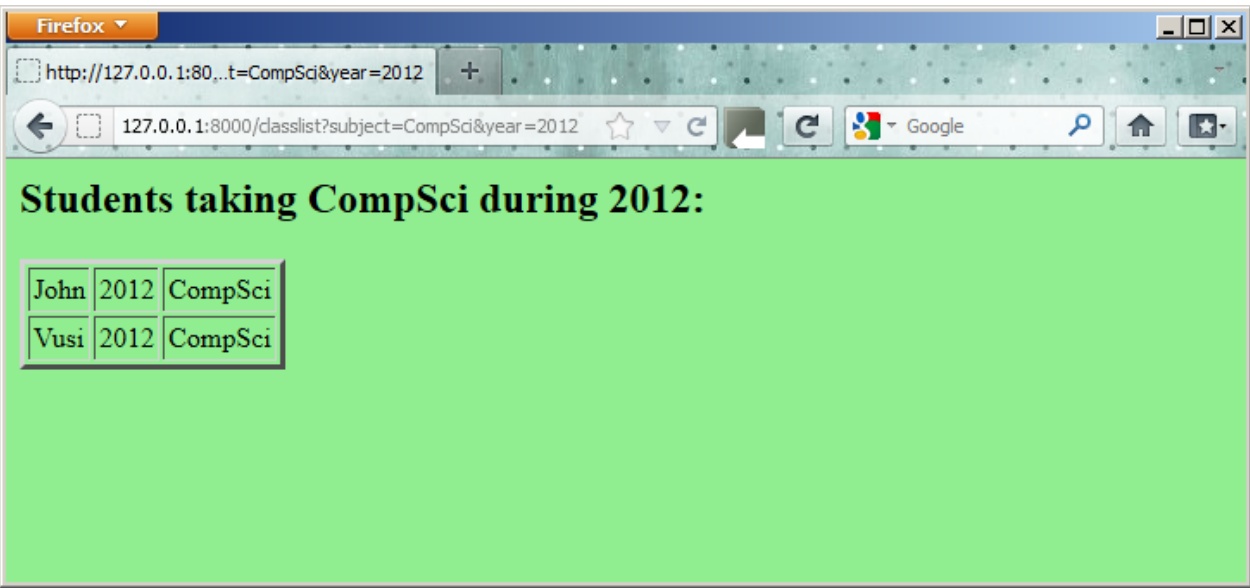 Firefox
http://127.0.0.1:80...t=CompSci&year=2012
127.0.0.1:8000/classlist?subject=CompSci&year=2012
Google
Students taking CompSci during 2012:
John 2012 CompSci
Vusi 2012 CompSci